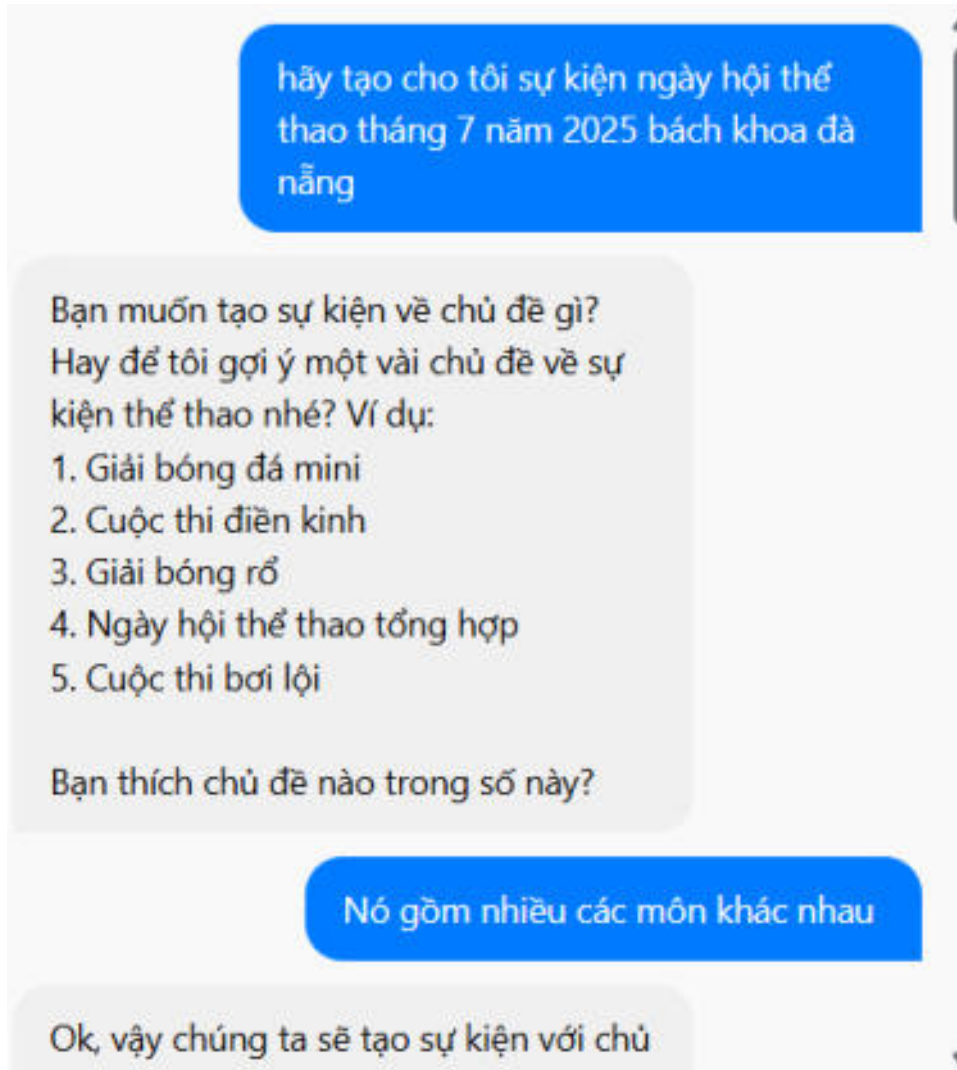 hãy tạo cho tôi sự kiện ngày hội thể
thao tháng 7 năm 2025 bách khoa đà
nẵng
Bạn muốn tạo sự kiện về chủ đề gì?
Hay để tôi gợi ý một vài chủ đề về sự
kiện thể thao nhé? Ví dụ:
1. Giải bóng đá mini
2. Cuộc thi điền kinh
3. Giải bóng rổ
4. Ngày hội thể thao tổng hợp
5. Cuộc thi bơi lội
Bạn thích chủ đề nào trong số này?
Nó gồm nhiều các môn khác nhau
Ok, vậy chúng ta sẽ tạo sự kiện với chủ